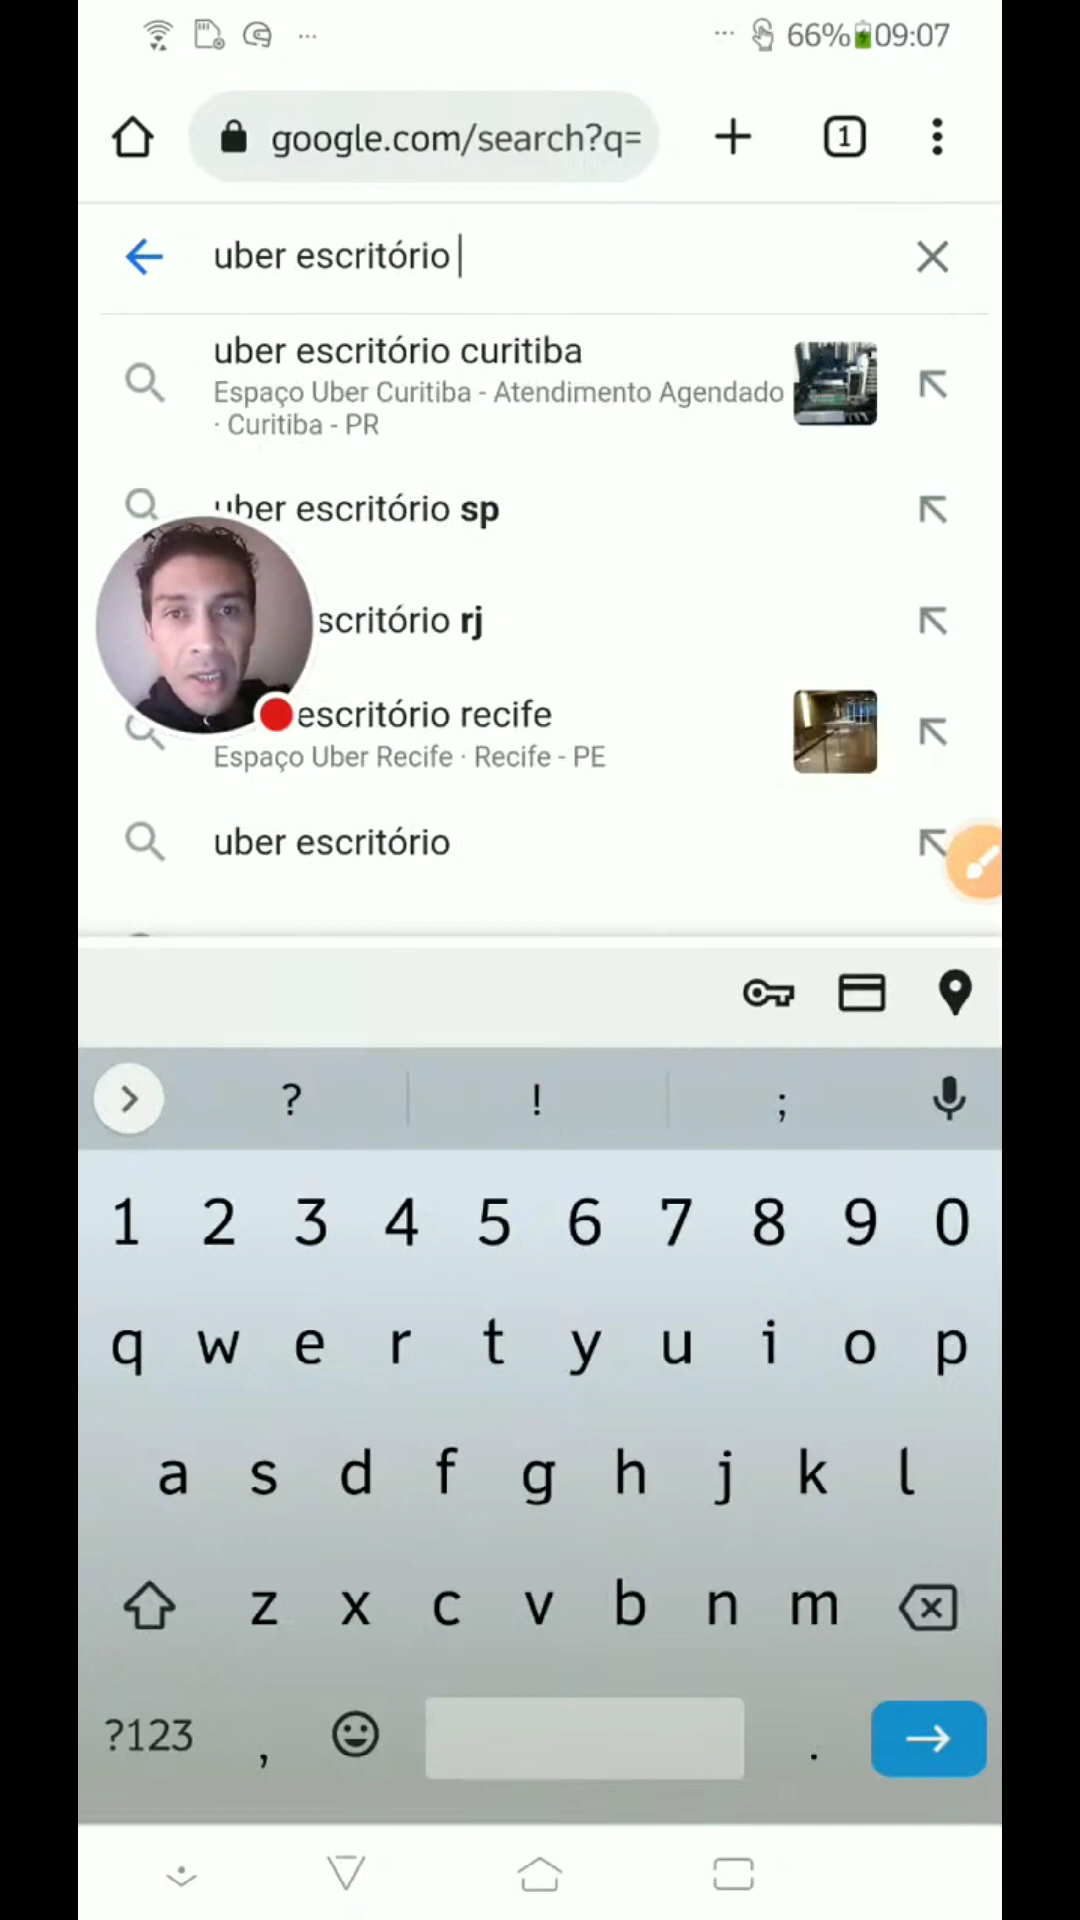 66% 09:07
google.com/search?q=
1
uber escritório
uber escritório curitiba
Espaço Uber Curitiba - Atendimento Agendado
· Curitiba - PR
uber escritório sp
scritório rj
escritório recife
Espaço Uber Recife · Recife - PE
uber escritório
? ! ;
1 2 3 4 5 6 7 8 9 0
q w e r t y u i o p
a s d f g h j k l
z x c v b n m
?123 , .